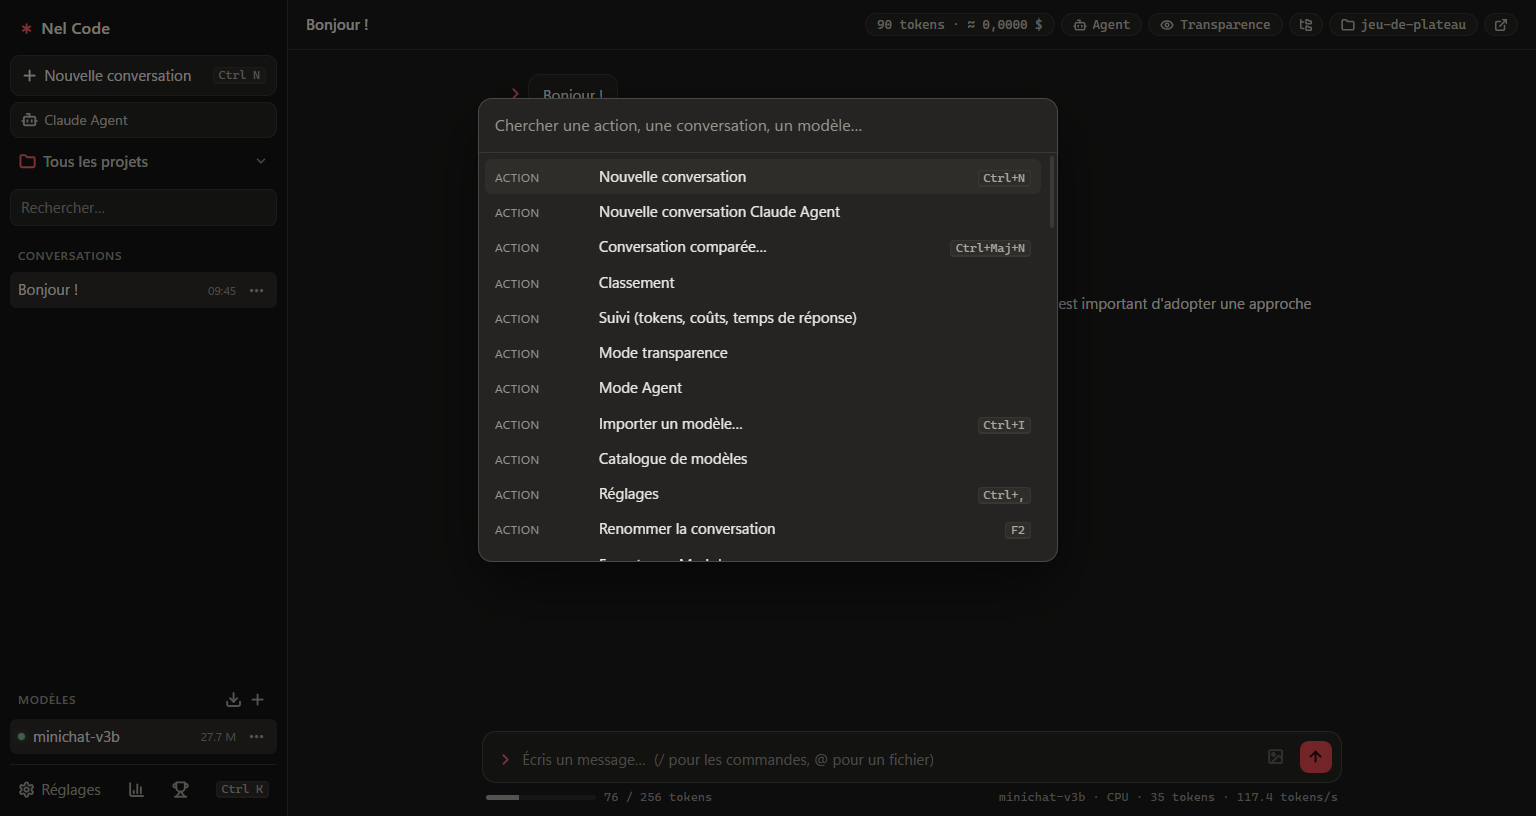 Nel Code
Nouvelle conversation Ctrl N
Claude Agent
Tous les projets
Rechercher...
CONVERSATIONS
Bonjour ! 09:45
MODÈLES
minichat-v3b 27.7 M
Réglages Ctrl K
Bonjour ! 90 tokens · ≈ 0,0000 $ Agent Transparence jeu-de-plateau
Bonjour !
Chercher une action, une conversation, un modèle...
ACTION Nouvelle conversation Ctrl+N
ACTION Nouvelle conversation Claude Agent
ACTION Conversation comparée... Ctrl+Maj+N
ACTION Classement
ACTION Suivi (tokens, coûts, temps de réponse)
ACTION Mode transparence
ACTION Mode Agent
ACTION Importer un modèle... Ctrl+I
ACTION Catalogue de modèles
ACTION Réglages Ctrl+,
ACTION Renommer la conversation F2
est important d'adopter une approche
Écris un message... (/ pour les commandes, @ pour un fichier)
76 / 256 tokens minichat-v3b · CPU · 35 tokens · 117.4 tokens/s